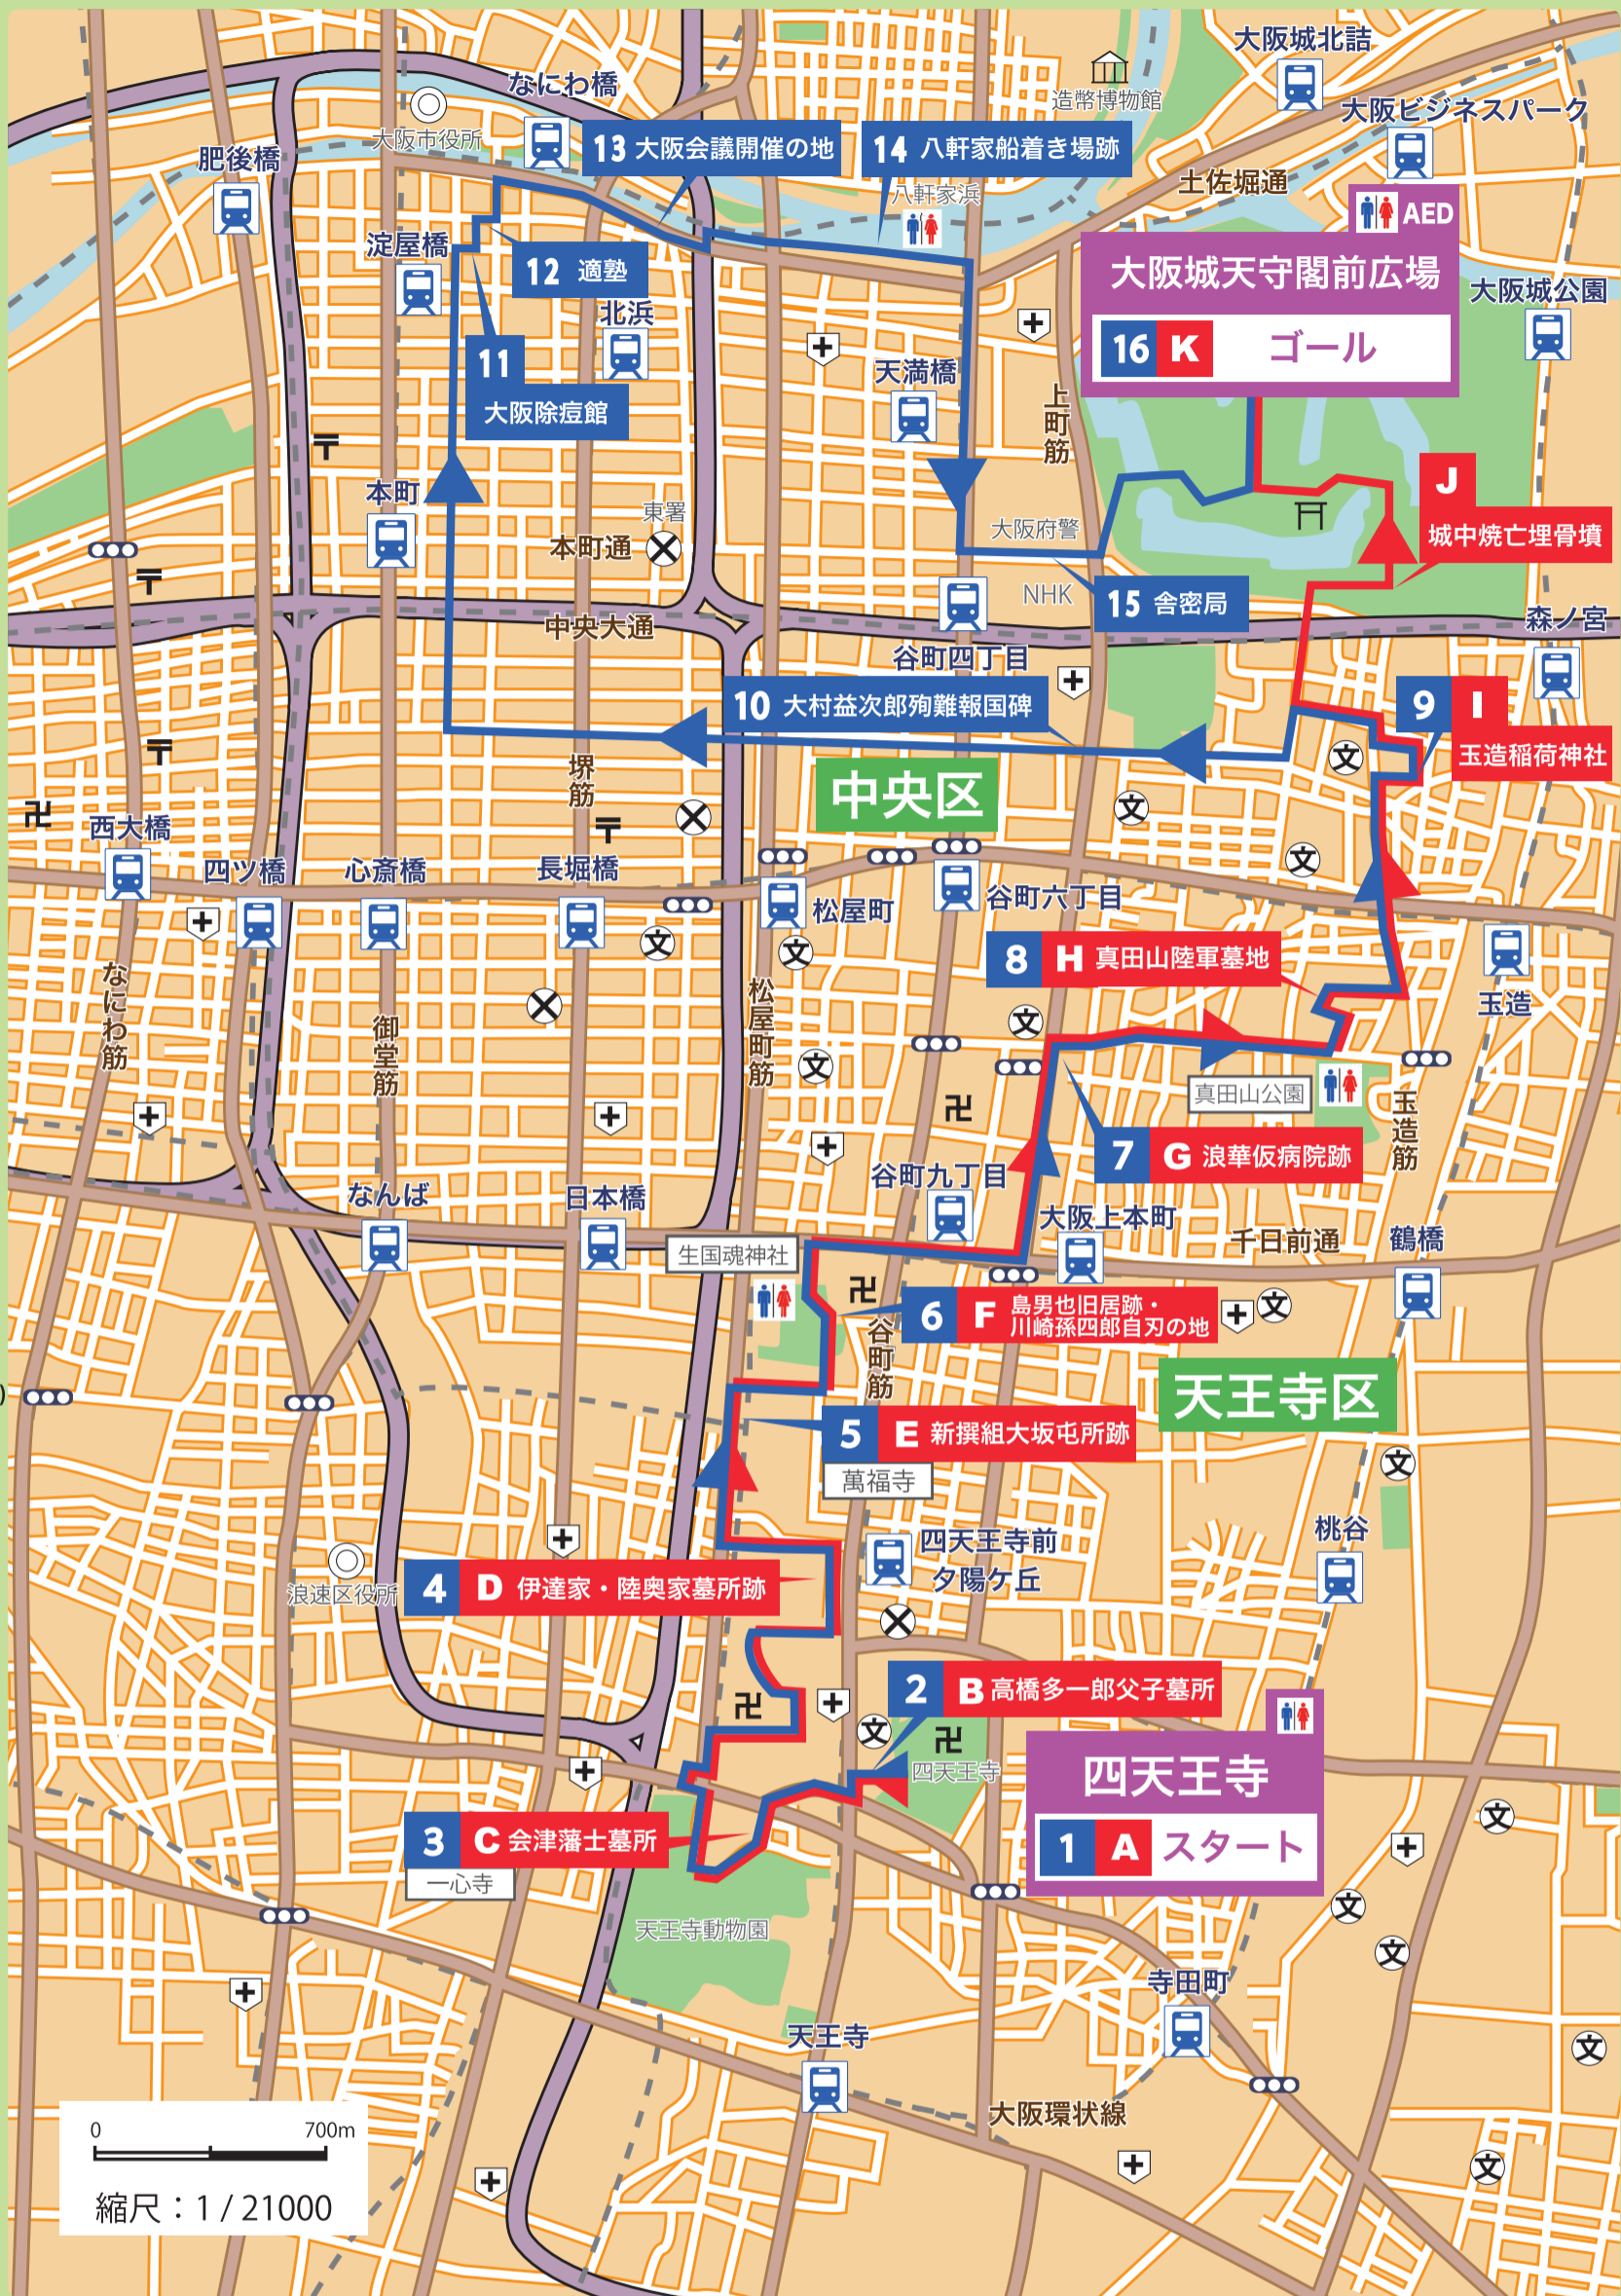 大阪城北詰
なにわ橋
造幣博物館
大阪ビジネスパーク
大阪市役所
13 大阪会議開催の地
14 八軒家船着き場跡
肥後橋
土佐堀通
八軒家浜
AED
淀屋橋
大阪城天守閣前広場
16 K ゴール
12 適塾
大阪城公園
北浜
11
大阪除痘館
天満橋
上町筋
J
城中焼亡埋骨墳
本町
東署
本町通
大阪府警
NHK
15 舎密局
中央大通
森ノ宮
谷町四丁目
10 大村益次郎殉難報国碑
9 I
玉造稲荷神社
堺筋
中央区
西大橋
四ツ橋
心斎橋
長堀橋
松屋町
谷町六丁目
8 H 真田山陸軍墓地
玉造
なにわ筋
御堂筋
松屋町筋
真田山公園
玉造筋
7 G 浪華仮病院跡
谷町九丁目
なんば
日本橋
大阪上本町
千日前通
鶴橋
生国魂神社
6 F 島男也旧居跡・
川崎孫四郎自刃の地
谷町筋
天王寺区
5 E 新撰組大坂屯所跡
萬福寺
四天王寺前
夕陽ケ丘
桃谷
浪速区役所
4 D 伊達家・陸奥家墓所跡
2 B 高橋多一郎父子墓所
四天王寺
四天王寺
1 A スタート
3 C 会津藩士墓所
一心寺
天王寺動物園
寺田町
天王寺
大阪環状線
0 700m
縮尺：1 / 21000
)